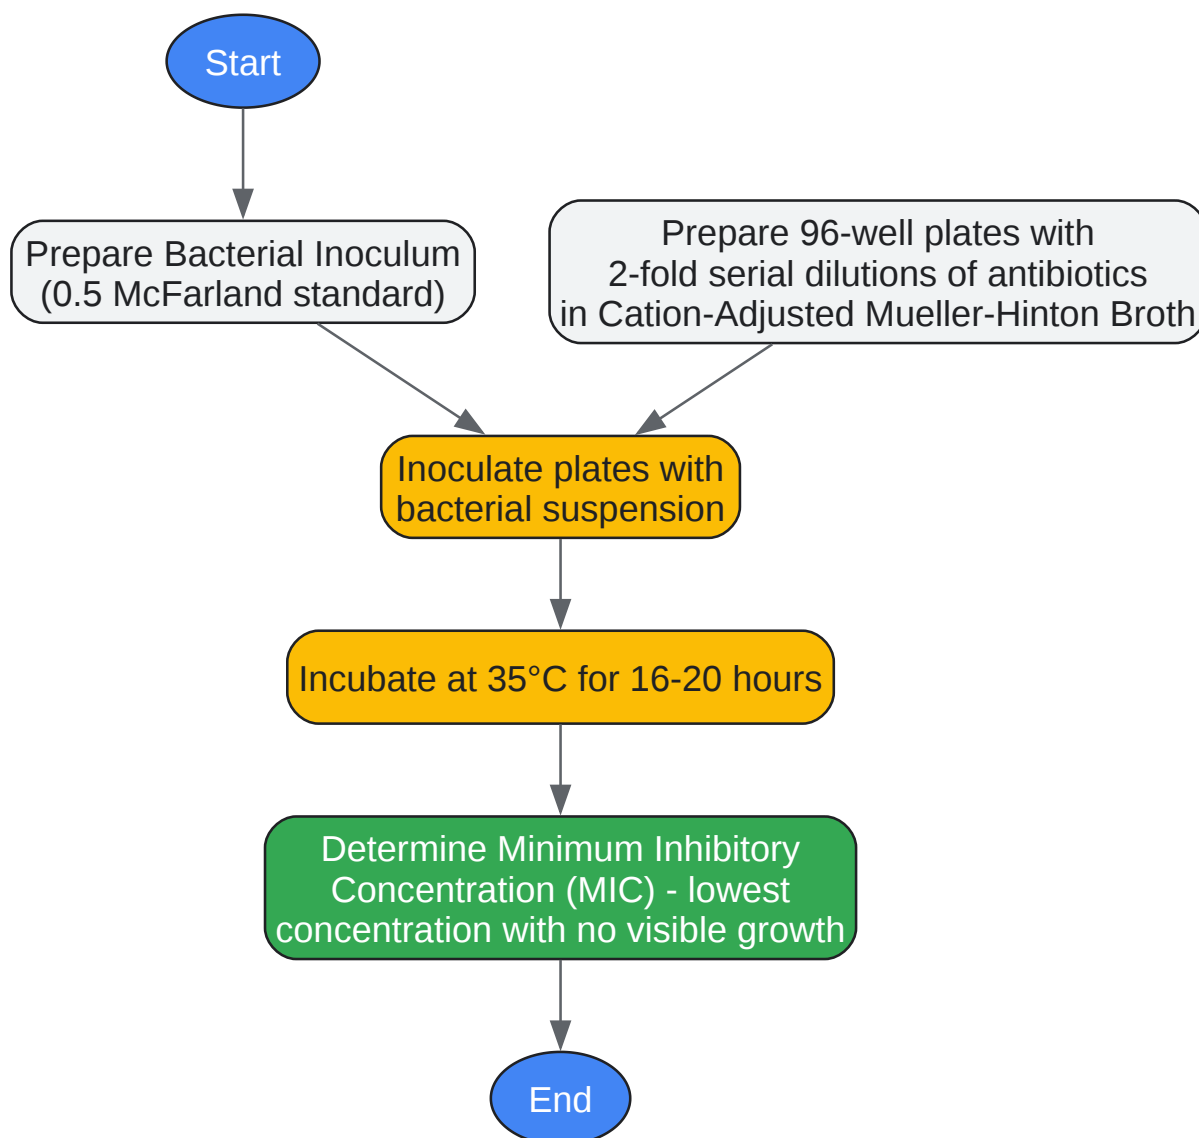 Start
Prepare Bacterial Inoculum
(0.5 McFarland standard)
Prepare 96-well plates with
2-fold serial dilutions of antibiotics
in Cation-Adjusted Mueller-Hinton Broth
Inoculate plates with
bacterial suspension
Incubate at 35°C for 16-20 hours
Determine Minimum Inhibitory
Concentration (MIC) - lowest
concentration with no visible growth
End